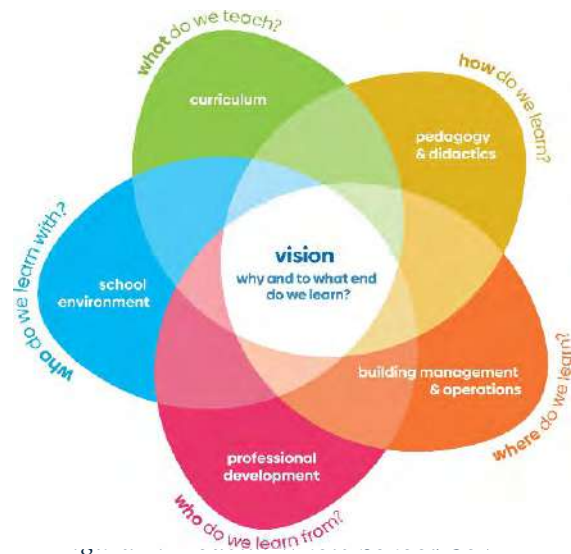 what do we teach?
curriculum
how do we learn?
pedagogy
& didactics
vision
why and to what end
do we learn?
who do we learn with?
school
environment
building management
& operations
where do we learn?
professional
development
who do we learn from?